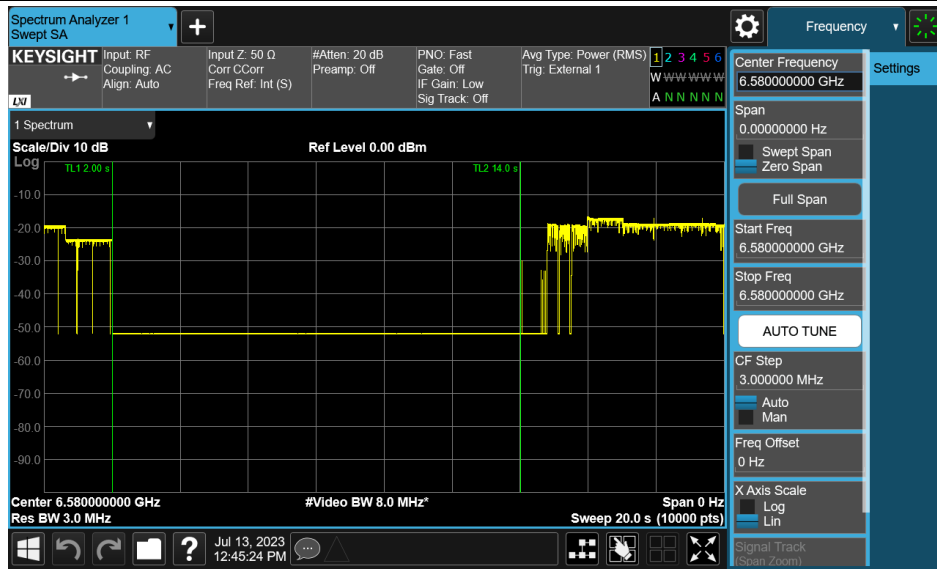 Spectrum Analyzer 1
Swept SA
+
Frequency
KEYSIGHT
LXI
Input: RF
Coupling: AC
Align: Auto
Input Z: 50 Ω
Corr CCorr
Freq Ref: Int (S)
#Atten: 20 dB
Preamp: Off
PNO: Fast
Gate: Off
IF Gain: Low
Sig Track: Off
Avg Type: Power (RMS)
Trig: External 1
1 2 3 4 5 6
W W W W W W
A N N N N N
Center Frequency
6.580000000 GHz
Settings
Span
0.00000000 Hz
Swept Span
Zero Span
Full Span
Start Freq
6.580000000 GHz
Stop Freq
6.580000000 GHz
AUTO TUNE
CF Step
3.000000 MHz
Auto
Man
Freq Offset
0 Hz
X Axis Scale
Log
Lin
Signal Track
(Span Zoom)
1 Spectrum
Scale/Div 10 dB
Ref Level 0.00 dBm
Log
TL1 2.00 s
TL2 14.0 s
-10.0
-20.0
-30.0
-40.0
-50.0
-60.0
-70.0
-80.0
-90.0
Center 6.580000000 GHz
#Video BW 8.0 MHz*
Span 0 Hz
Res BW 3.0 MHz
Sweep 20.0 s (10000 pts)
?
Jul 13, 2023
12:45:24 PM